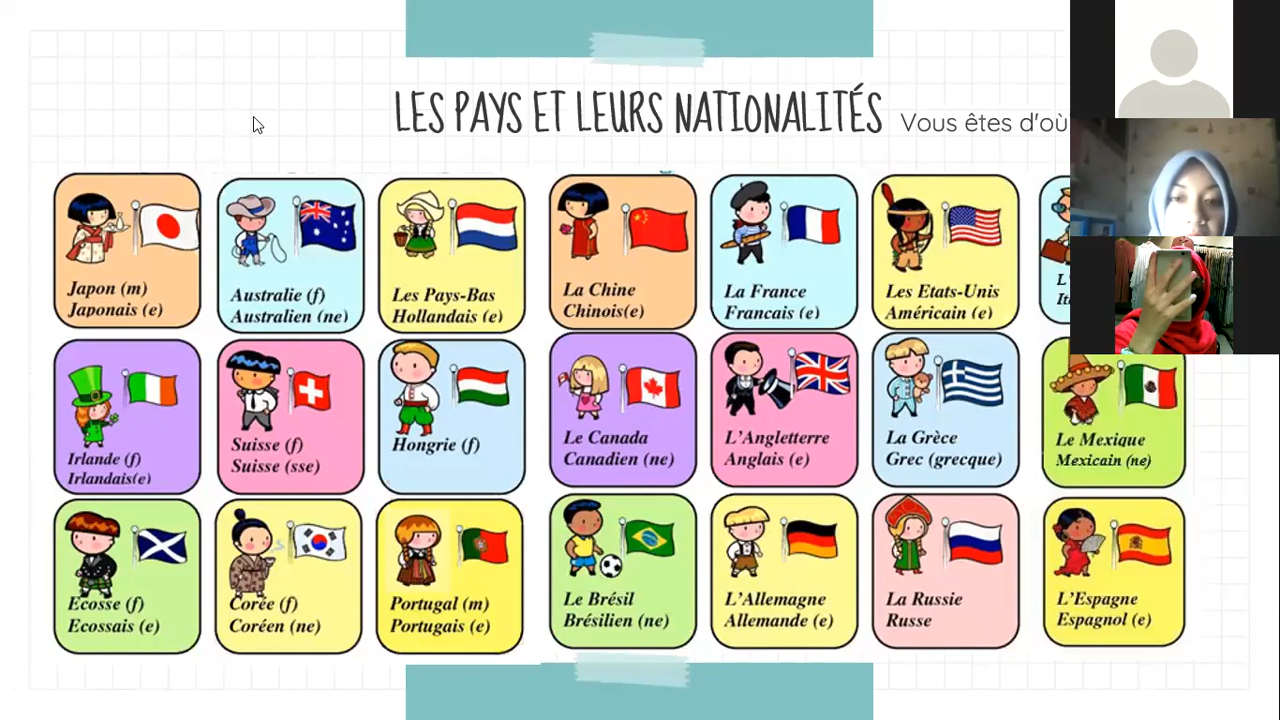 LES PAYS ET LEURS NATIONALITÉS
Vous êtes d'où
Japon (m)
Japonais (e)
Australie (f)
Australien (ne)
Les Pays-Bas
Hollandais (e)
La Chine
Chinois(e)
La France
Francais (e)
Les Etats-Unis
Américain (e)
Irlande (f)
Irlandais(e)
Suisse (f)
Suisse (sse)
Hongrie (f)
Le Canada
Canadien (ne)
L'Angletterre
Anglais (e)
La Grèce
Grec (grecque)
Le Mexique
Mexicain (ne)
Ecosse (f)
Ecossais (e)
Corée (f)
Coréen (ne)
Portugal (m)
Portugais (e)
Le Brésil
Brésilien (ne)
L'Allemagne
Allemande (e)
La Russie
Russe
L'Espagne
Espagnol (e)